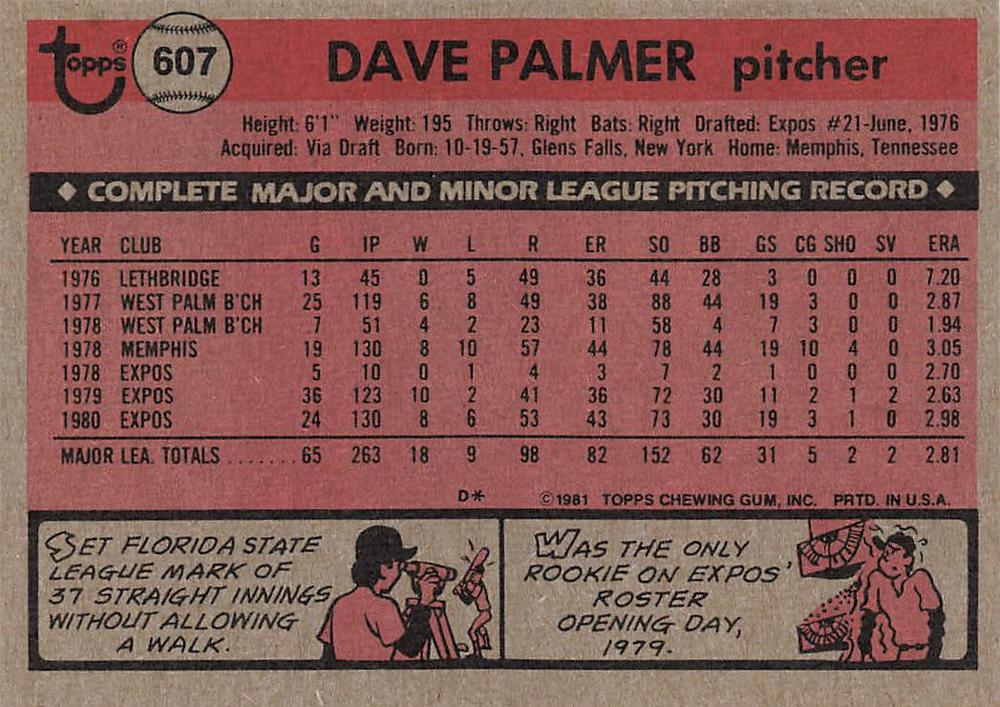 topps® 607 DAVE PALMER pitcher
Height: 6'1" Weight: 195 Throws: Right Bats: Right Drafted: Expos #21-June, 1976
Acquired: Via Draft Born: 10-19-57, Glens Falls, New York Home: Memphis, Tennessee
◆ COMPLETE MAJOR AND MINOR LEAGUE PITCHING RECORD ◆
YEAR CLUB G IP W L R ER SO BB GS CG SHO SV ERA
1976 LETHBRIDGE 13 45 0 5 49 36 44 28 3 0 0 0 7.20
1977 WEST PALM B'CH 25 119 6 8 49 38 88 44 19 3 0 0 2.87
1978 WEST PALM B'CH 7 51 4 2 23 11 58 4 7 3 0 0 1.94
1978 MEMPHIS 19 130 8 10 57 44 78 44 19 10 4 0 3.05
1978 EXPOS 5 10 0 1 4 3 7 2 1 0 0 0 2.70
1979 EXPOS 36 123 10 2 41 36 72 30 11 2 1 2 2.63
1980 EXPOS 24 130 8 6 53 43 73 30 19 3 1 0 2.98
MAJOR LEA. TOTALS ....... 65 263 18 9 98 82 152 62 31 5 2 2 2.81
D* ©1981 TOPPS CHEWING GUM, INC. PRTD. IN U.S.A.
SET FLORIDA STATE
LEAGUE MARK OF
37 STRAIGHT INNINGS
WITHOUT ALLOWING
A WALK.
WAS THE ONLY
ROOKIE ON EXPOS'
ROSTER
OPENING DAY,
1979.